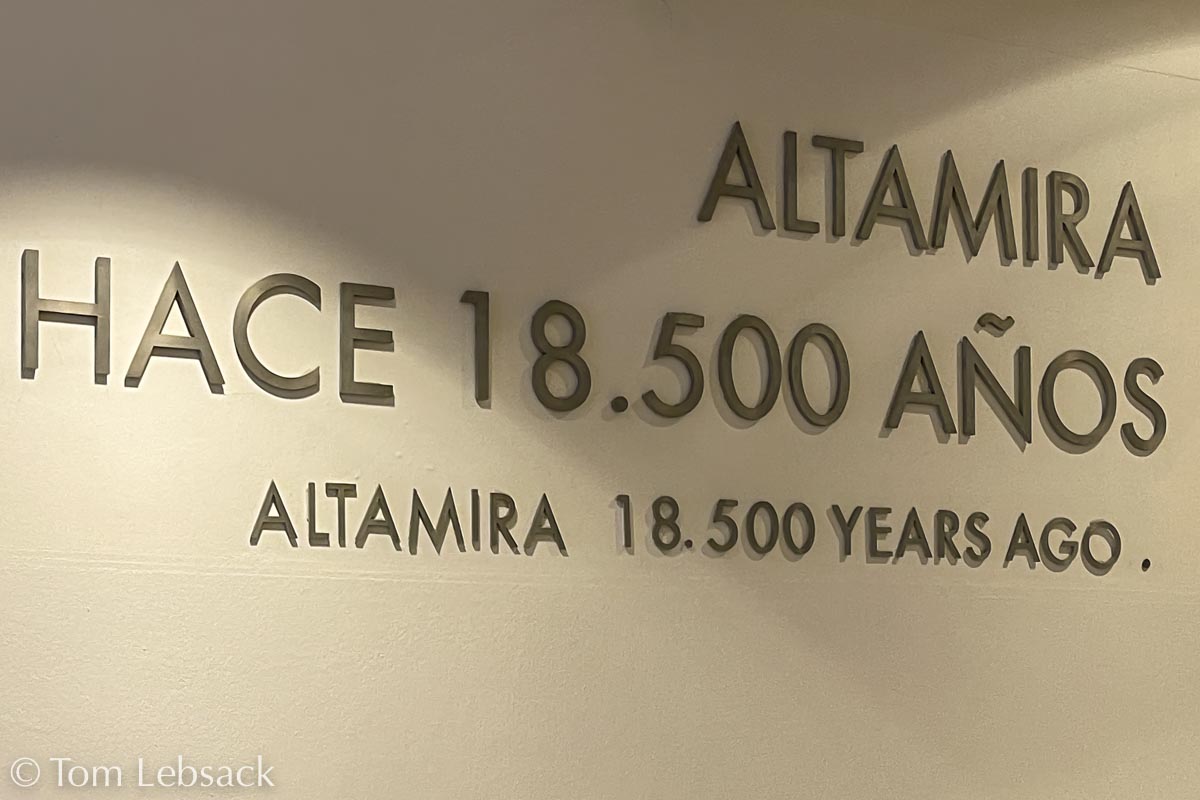 ALTAMIRA
HACE 18.500 AÑOS
ALTAMIRA 18.500 YEARS AGO .
© Tom Lebsack